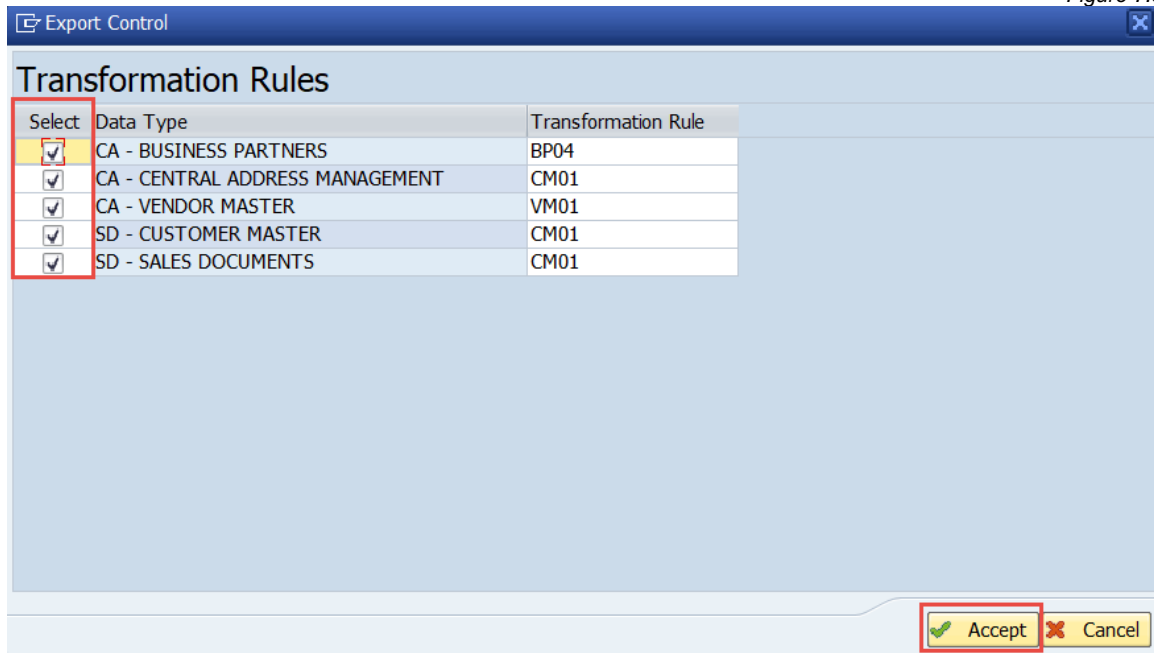 Export Control
Transformation Rules
Select Data Type Transformation Rule
CA - BUSINESS PARTNERS BP04
CA - CENTRAL ADDRESS MANAGEMENT CM01
CA - VENDOR MASTER VM01
SD - CUSTOMER MASTER CM01
SD - SALES DOCUMENTS CM01
Accept Cancel